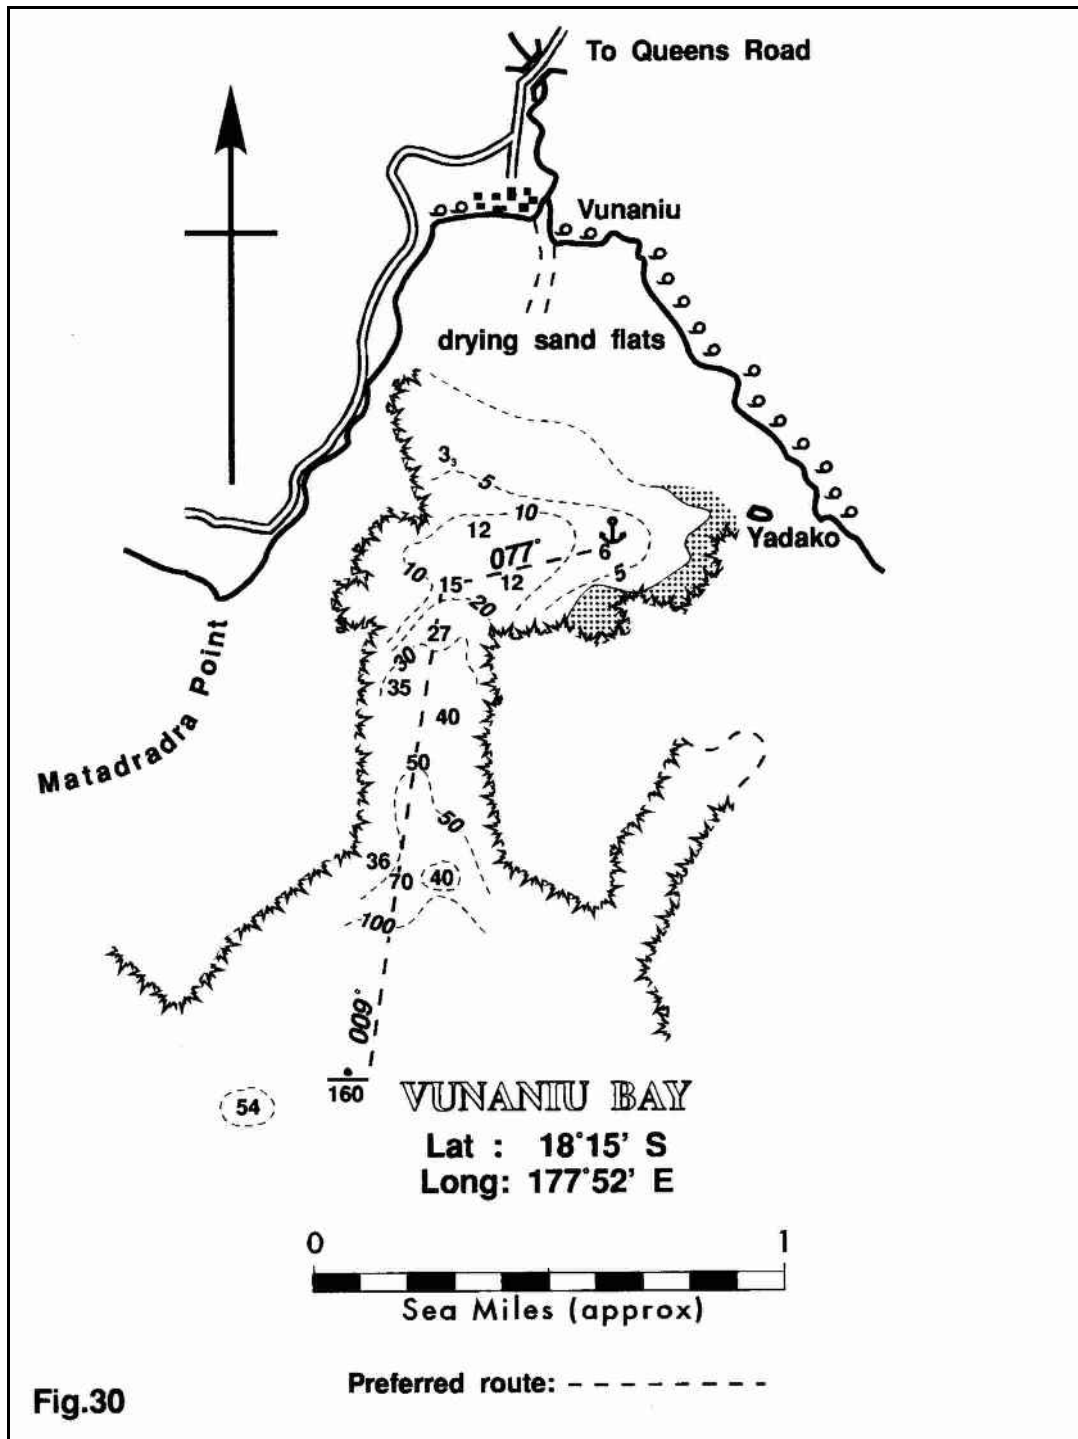 To Queens Road
Vunaniu
drying sand flats
3₃
5
10
12
077°
6
Yadako
10
15
12
5
20
27
30
35
40
Matadradra Point
50
50
36
70
40
100
009°
160
54
VUNANIU BAY
Lat : 18°15' S
Long: 177°52' E
0 1
Sea Miles (approx)
Preferred route:
Fig.30